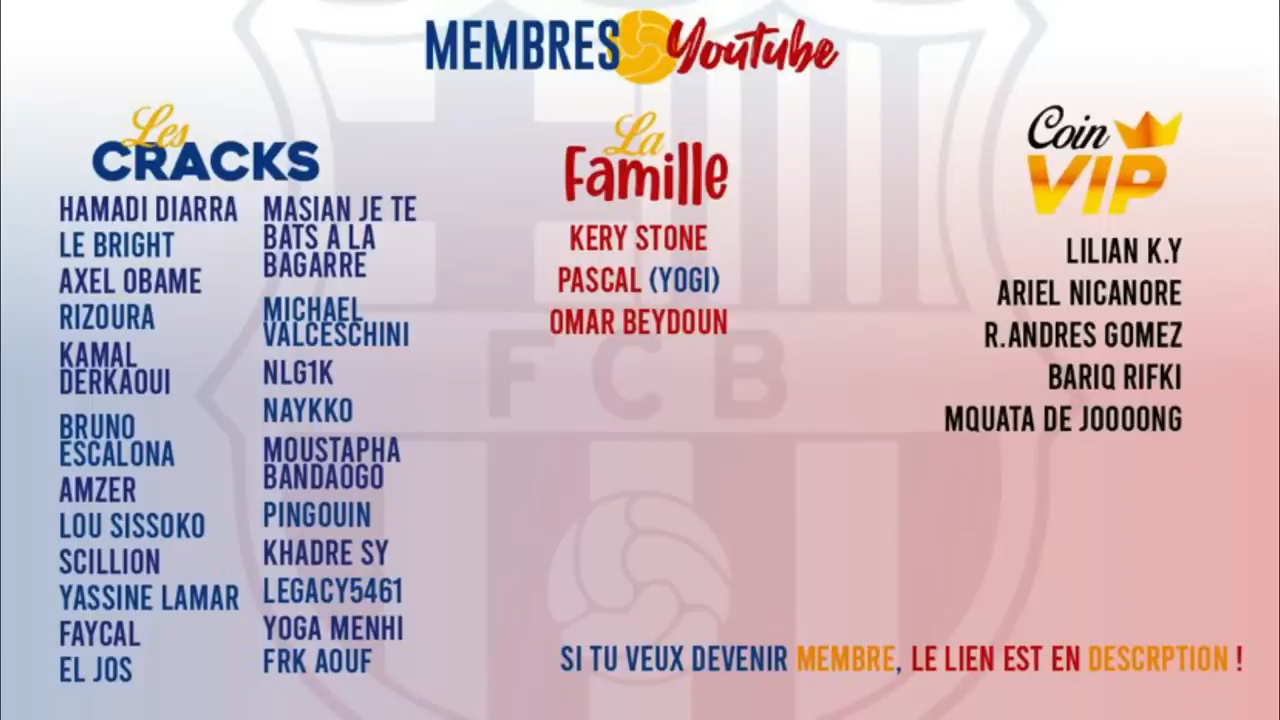 MEMBRES Youtube
Les
CRACKS
HAMADI DIARRA
LE BRIGHT
AXEL OBAME
RIZOURA
KAMAL
DERKAOUI
BRUNO
ESCALONA
AMZER
LOU SISSOKO
SCILLION
YASSINE LAMAR
FAYCAL
EL JOS
MASIAN JE TE
BATS A LA
BAGARRE
MICHAEL
VALCESCHINI
NLG1K
NAYKKO
MOUSTAPHA
BANDAOGO
PINGOUIN
KHADRE SY
LEGACY5461
YOGA MENHI
FRK AOUF
La
Famille
KERY STONE
PASCAL (YOGI)
OMAR BEYDOUN
FCB
Coin
VIP
LILIAN K.Y
ARIEL NICANORE
R.ANDRES GOMEZ
BARIQ RIFKI
MQUATA DE JOOOONG
SI TU VEUX DEVENIR MEMBRE, LE LIEN EST EN DESCRPTION !